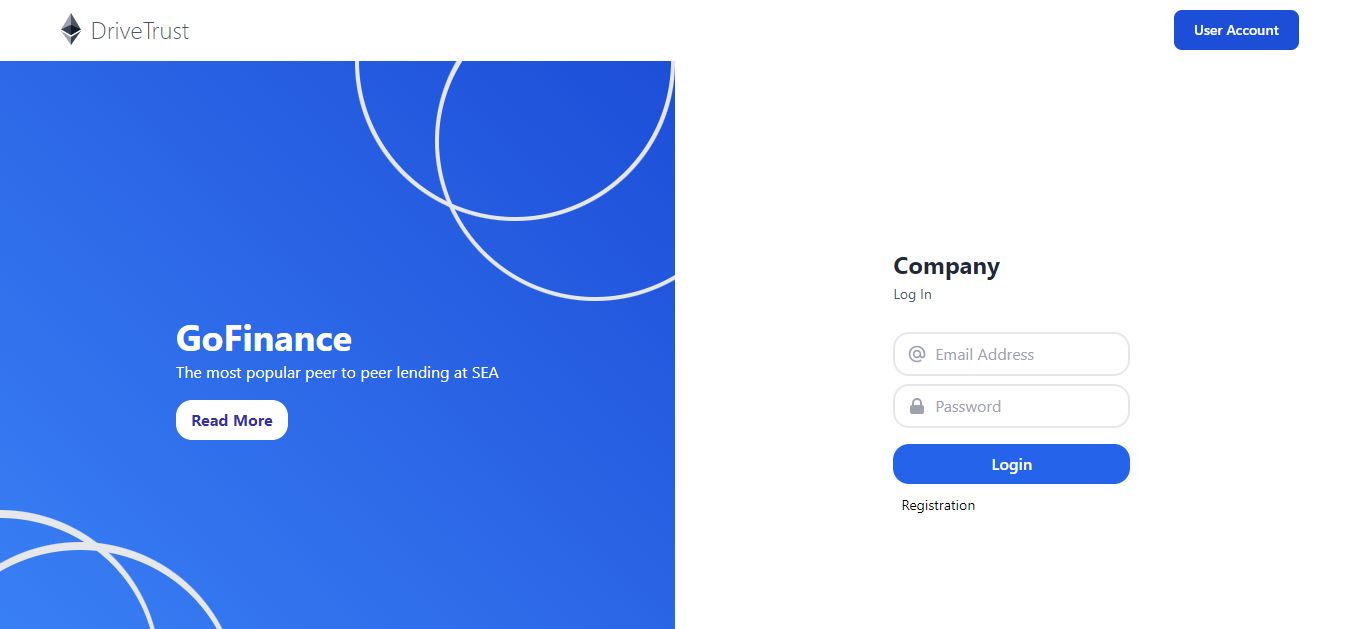 DriveTrust
User Account
GoFinance
The most popular peer to peer lending at SEA
Read More
Company
Log In
Email Address
Password
Login
Registration